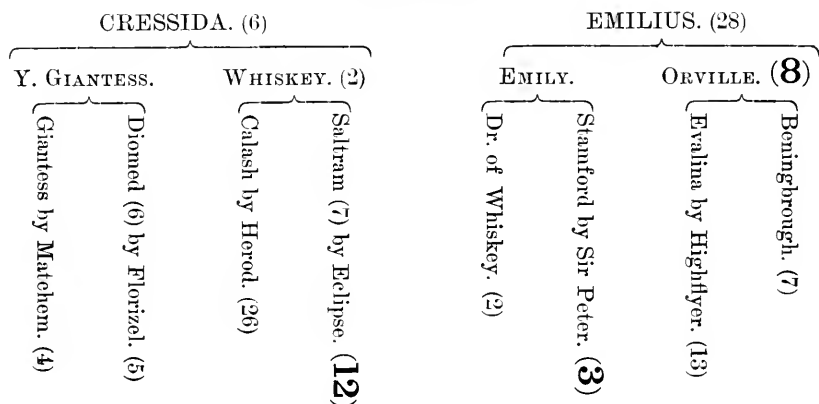 CRESSIDA. (6)
EMILIUS. (28)
Y. GIANTESS.
WHISKEY. (2)
EMILY.
ORVILLE. (8)
Giantess by Matchem. (4)
Diomed (6) by Florizel. (5)
Calash by Herod. (26)
Saltram (7) by Eclipse. (12)
Dr. of Whiskey. (2)
Stamford by Sir Peter. (3)
Evalina by Highflyer. (13)
Beningbrough. (7)